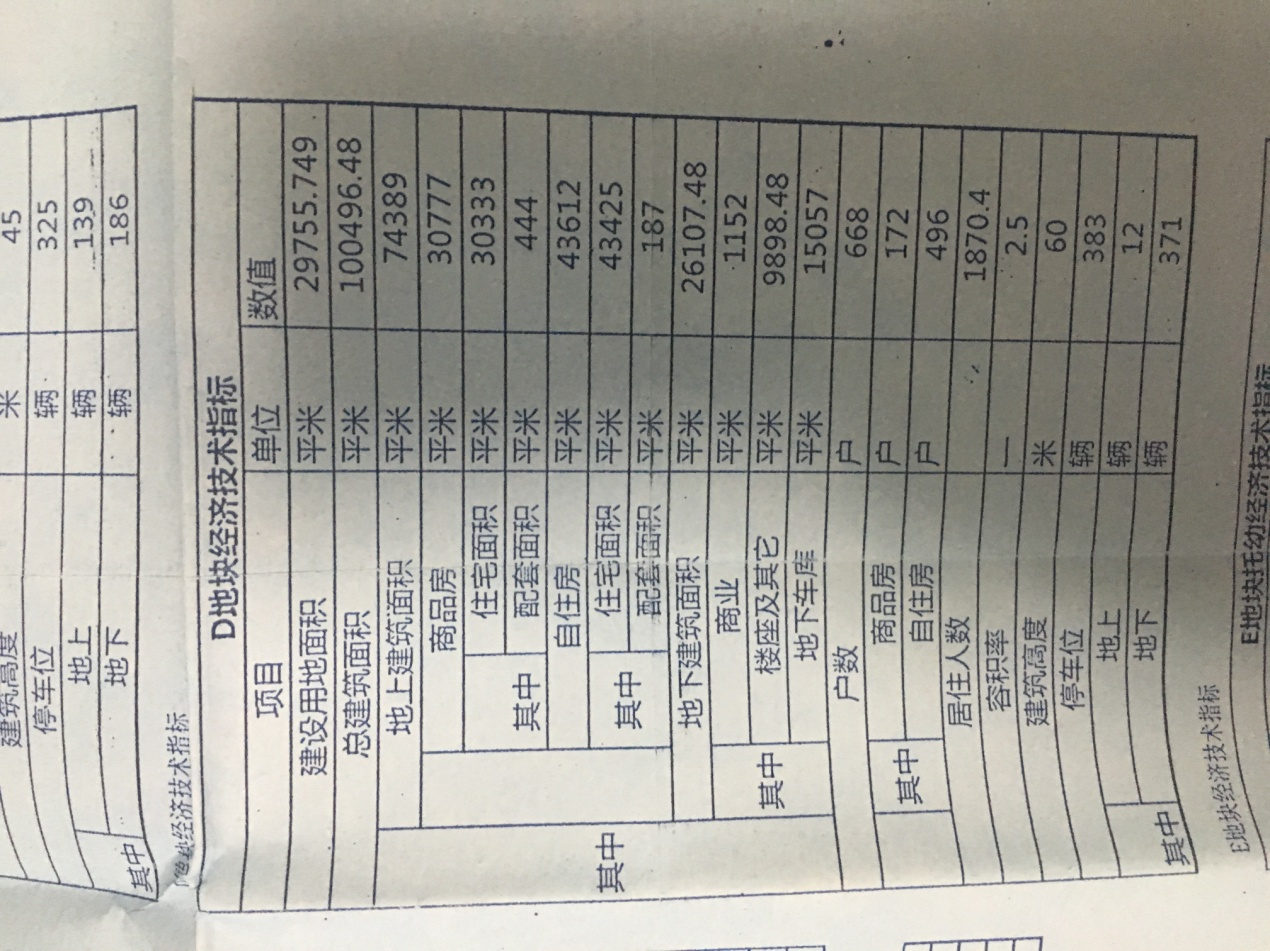 建筑高度 米 45
停车位 辆 325
地上 辆 139
其中 地下 辆 186
地块经济技术指标
D地块经济技术指标
项目 单位 数值
建设用地面积 平米 29755.749
总建筑面积 平米 100496.48
其中
地上建筑面积 平米 74389
商品房 平米 30777
其中
住宅面积 平米 30333
配套面积 平米 444
自住房 平米 43612
其中
住宅面积 平米 43425
配套面积 平米 187
地下建筑面积 平米 26107.48
其中
商业 平米 1152
楼座及其它 平米 9898.48
地下车库 平米 15057
户数 户 668
其中
商品房 户 172
自住房 户 496
居住人数 1870.4
容积率 — 2.5
建筑高度 米 60
停车位 辆 383
其中
地上 辆 12
地下 辆 371
E地块经济技术指标
E地块托幼经济技术指标